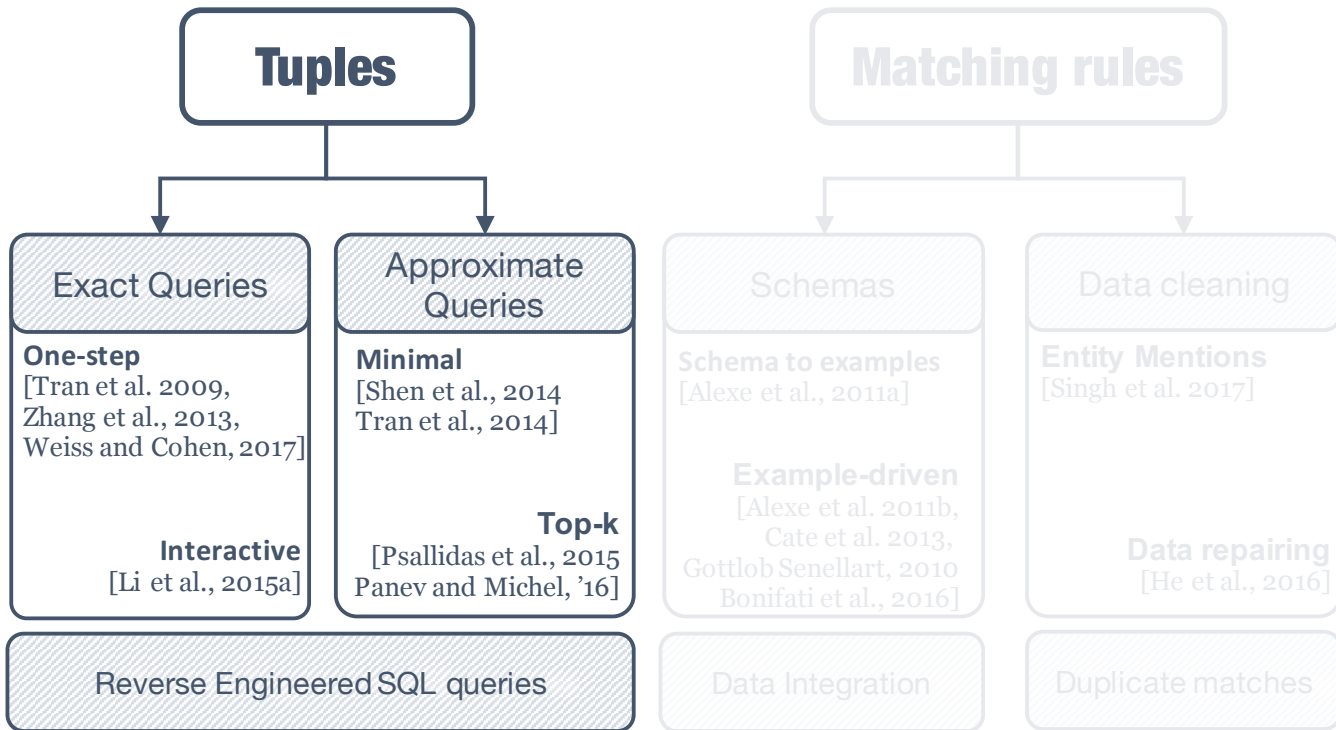 Tuples
Matching rules
Exact Queries
One-step
[Tran et al. 2009,
Zhang et al., 2013,
Weiss and Cohen, 2017]
Interactive
[Li et al., 2015a]
Approximate
Queries
Minimal
[Shen et al., 2014
Tran et al., 2014]
Top-k
[Psallidas et al., 2015
Panev and Michel, ’16]
Schemas
Schema to examples
[Alexe et al., 2011a]
Example-driven
[Alexe et al. 2011b,
Cate et al. 2013,
Gottlob Senellart, 2010
Bonifati et al., 2016]
Data cleaning
Entity Mentions
[Singh et al. 2017]
Data repairing
[He et al., 2016]
Reverse Engineered SQL queries
Data Integration
Duplicate matches